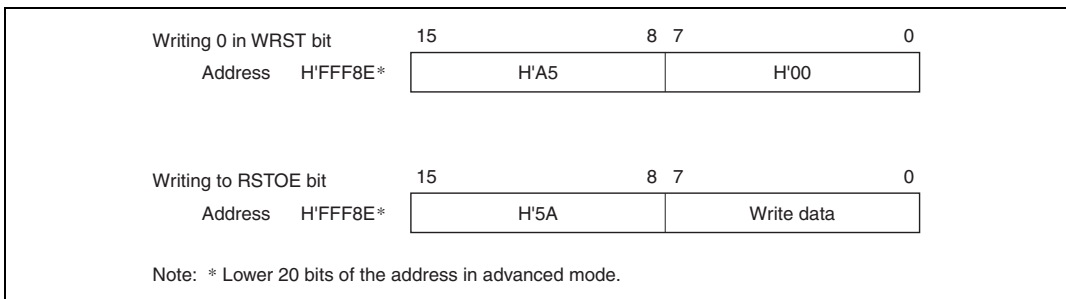 Writing 0 in WRST bit 15 8 7 0
Address H'FFF8E* H'A5 H'00
Writing to RSTOE bit 15 8 7 0
Address H'FFF8E* H'5A Write data
Note: * Lower 20 bits of the address in advanced mode.